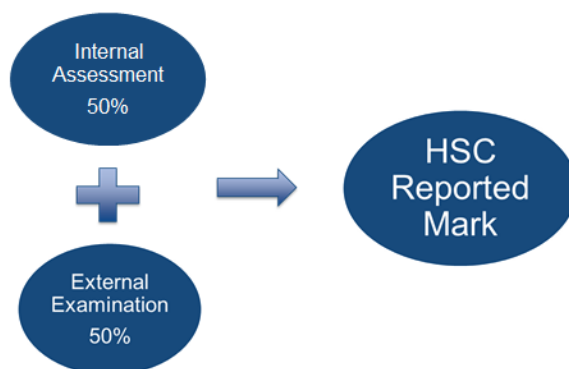 Internal
Assessment
50%
External
Examination
50%
HSC
Reported
Mark